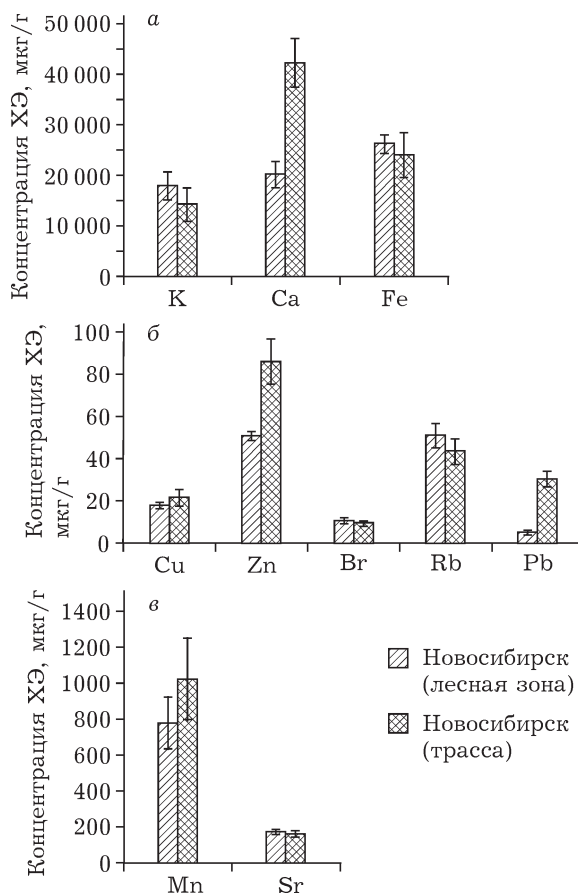 а
Концентрация ХЭ, мкг/г
50 000
40 000
30 000
20 000
10 000
0
K
Ca
Fe
б
Концентрация ХЭ,
мкг/г
100
80
60
40
20
0
Cu
Zn
Br
Rb
Pb
в
Концентрация ХЭ, мкг/г
1400
1200
1000
800
600
400
200
0
Mn
Sr
Новосибирск
(лесная зона)
Новосибирск
(трасса)